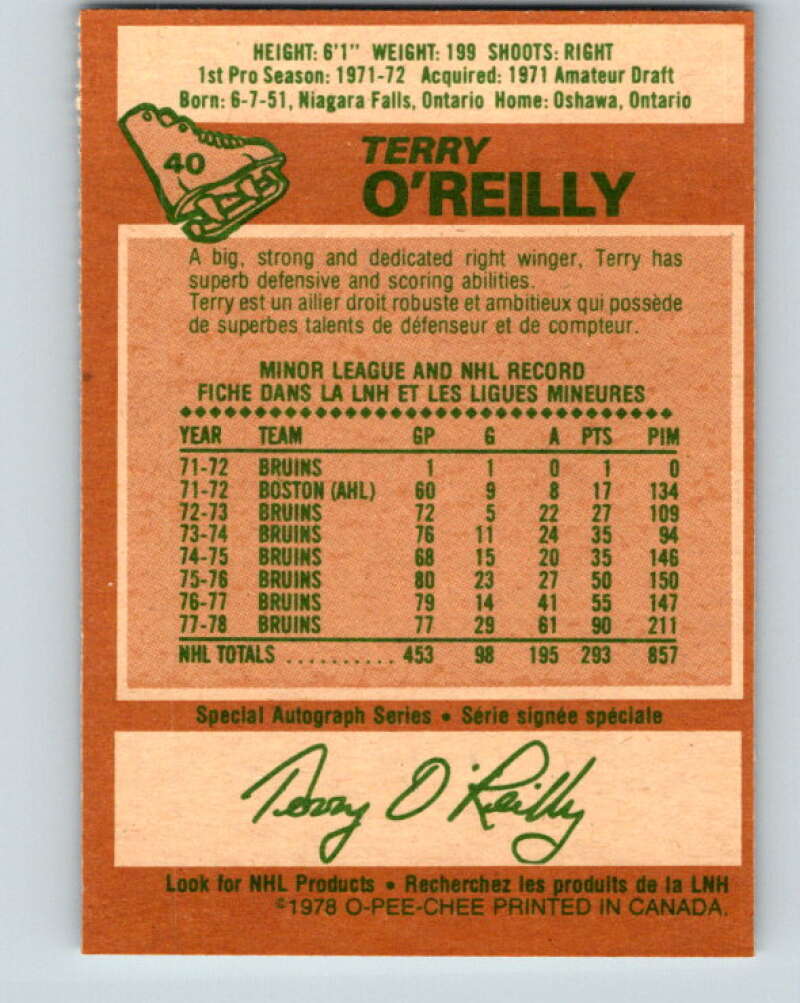 HEIGHT: 6'1" WEIGHT: 199 SHOOTS: RIGHT
1st Pro Season: 1971-72 Acquired: 1971 Amateur Draft
Born: 6-7-51, Niagara Falls, Ontario Home: Oshawa, Ontario
40
TERRY
O'REILLY
A big, strong and dedicated right winger, Terry has
superb defensive and scoring abilities.
Terry est un ailier droit robuste et ambitieux qui possède
de superbes talents de défenseur et de compteur.
MINOR LEAGUE AND NHL RECORD
FICHE DANS LA LNH ET LES LIGUES MINEURES
YEAR TEAM GP G A PTS PIM
71-72 BRUINS 1 1 0 1 0
71-72 BOSTON (AHL) 60 9 8 17 134
72-73 BRUINS 72 5 22 27 109
73-74 BRUINS 76 11 24 35 94
74-75 BRUINS 68 15 20 35 146
75-76 BRUINS 80 23 27 50 150
76-77 BRUINS 79 14 41 55 147
77-78 BRUINS 77 29 61 90 211
NHL TOTALS .......... 453 98 195 293 857
Special Autograph Series • Série signée spéciale
Terry O'Reilly
Look for NHL Products • Recherchez les produits de la LNH
©1978 O-PEE-CHEE PRINTED IN CANADA.